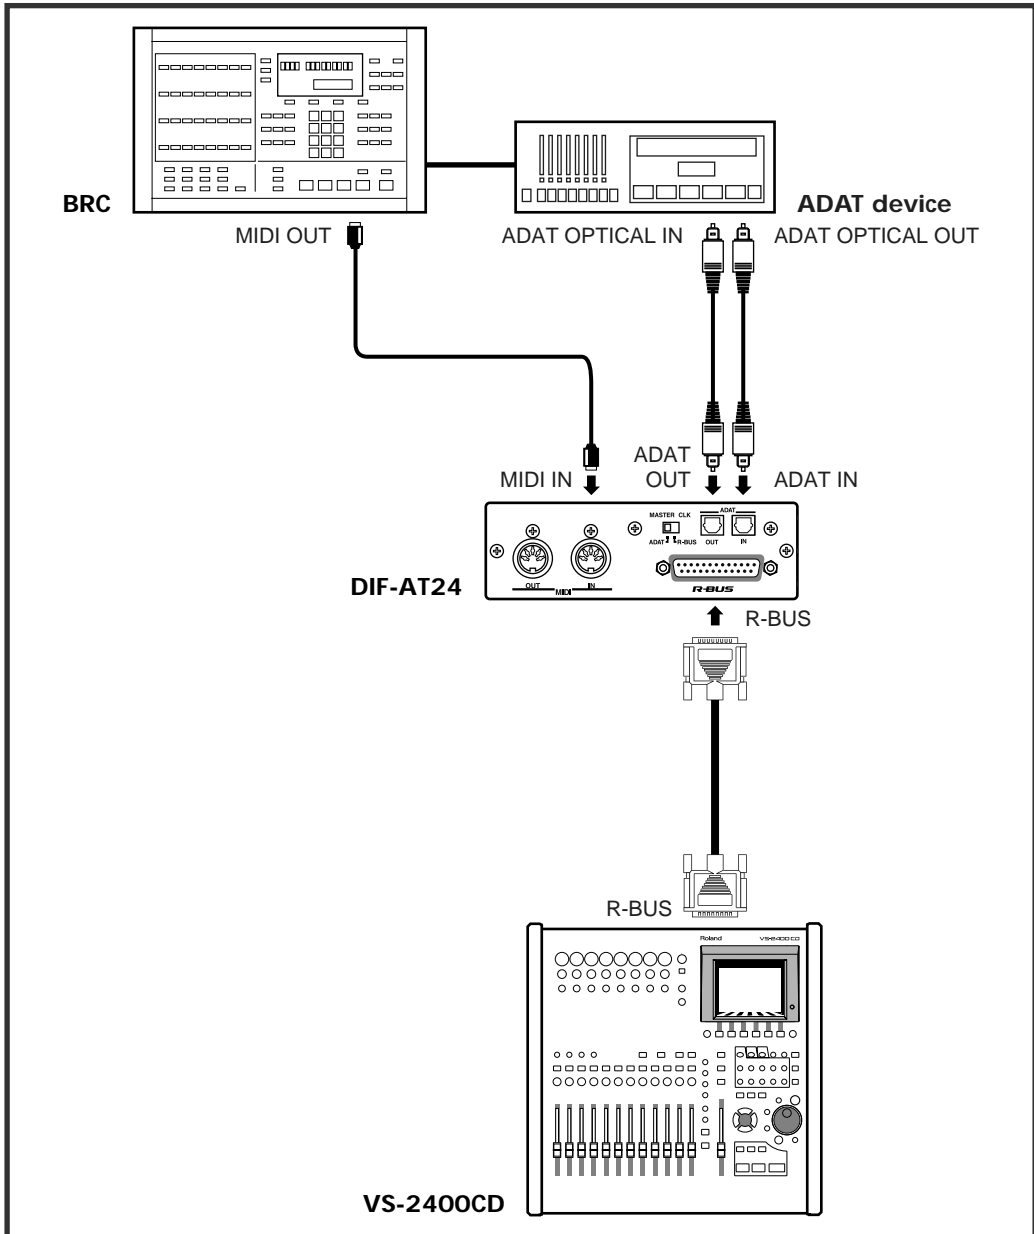 BRC
ADAT device
MIDI OUT
ADAT OPTICAL IN
ADAT OPTICAL OUT
MIDI IN
ADAT
OUT
ADAT IN
MASTER CLK
ADAT
ADAT
R-BUS
OUT
IN
OUT
MIDI
IN
R-BUS
DIF-AT24
R-BUS
R-BUS
Roland
VS-2400CD
VS-2400CD